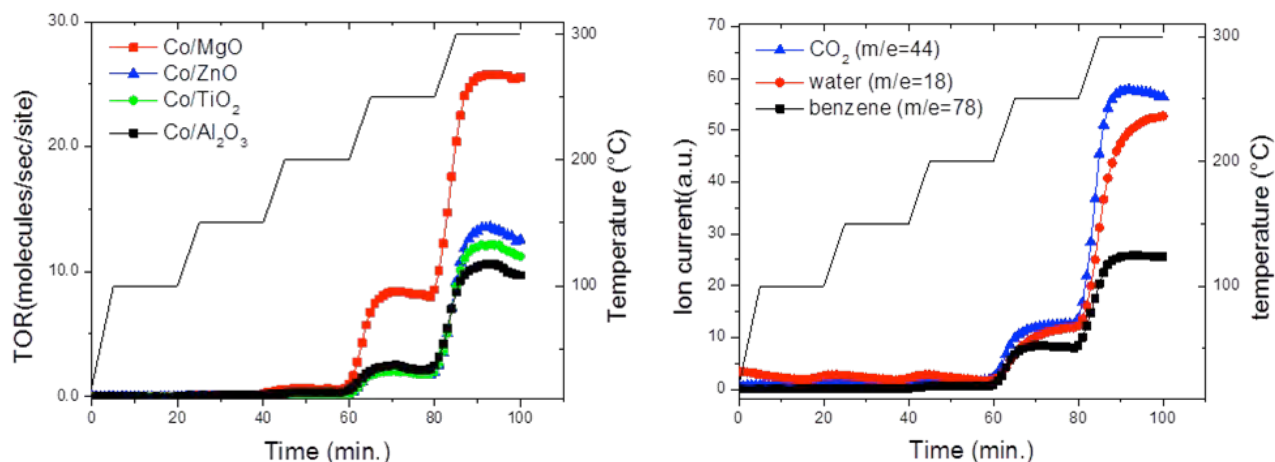 30.0
20.0
10.0
0.0
TOR(molecules/sec/site)
Co/MgO
Co/ZnO
Co/TiO2
Co/Al2O3
300
200
100
Temperature (°C)
0 20 40 60 80 100
Time (min.)
70
60
50
40
30
20
10
0
Ion current(a.u.)
CO2 (m/e=44)
water (m/e=18)
benzene (m/e=78)
300
200
100
temperature (°C)
0 20 40 60 80 100
Time (min.)